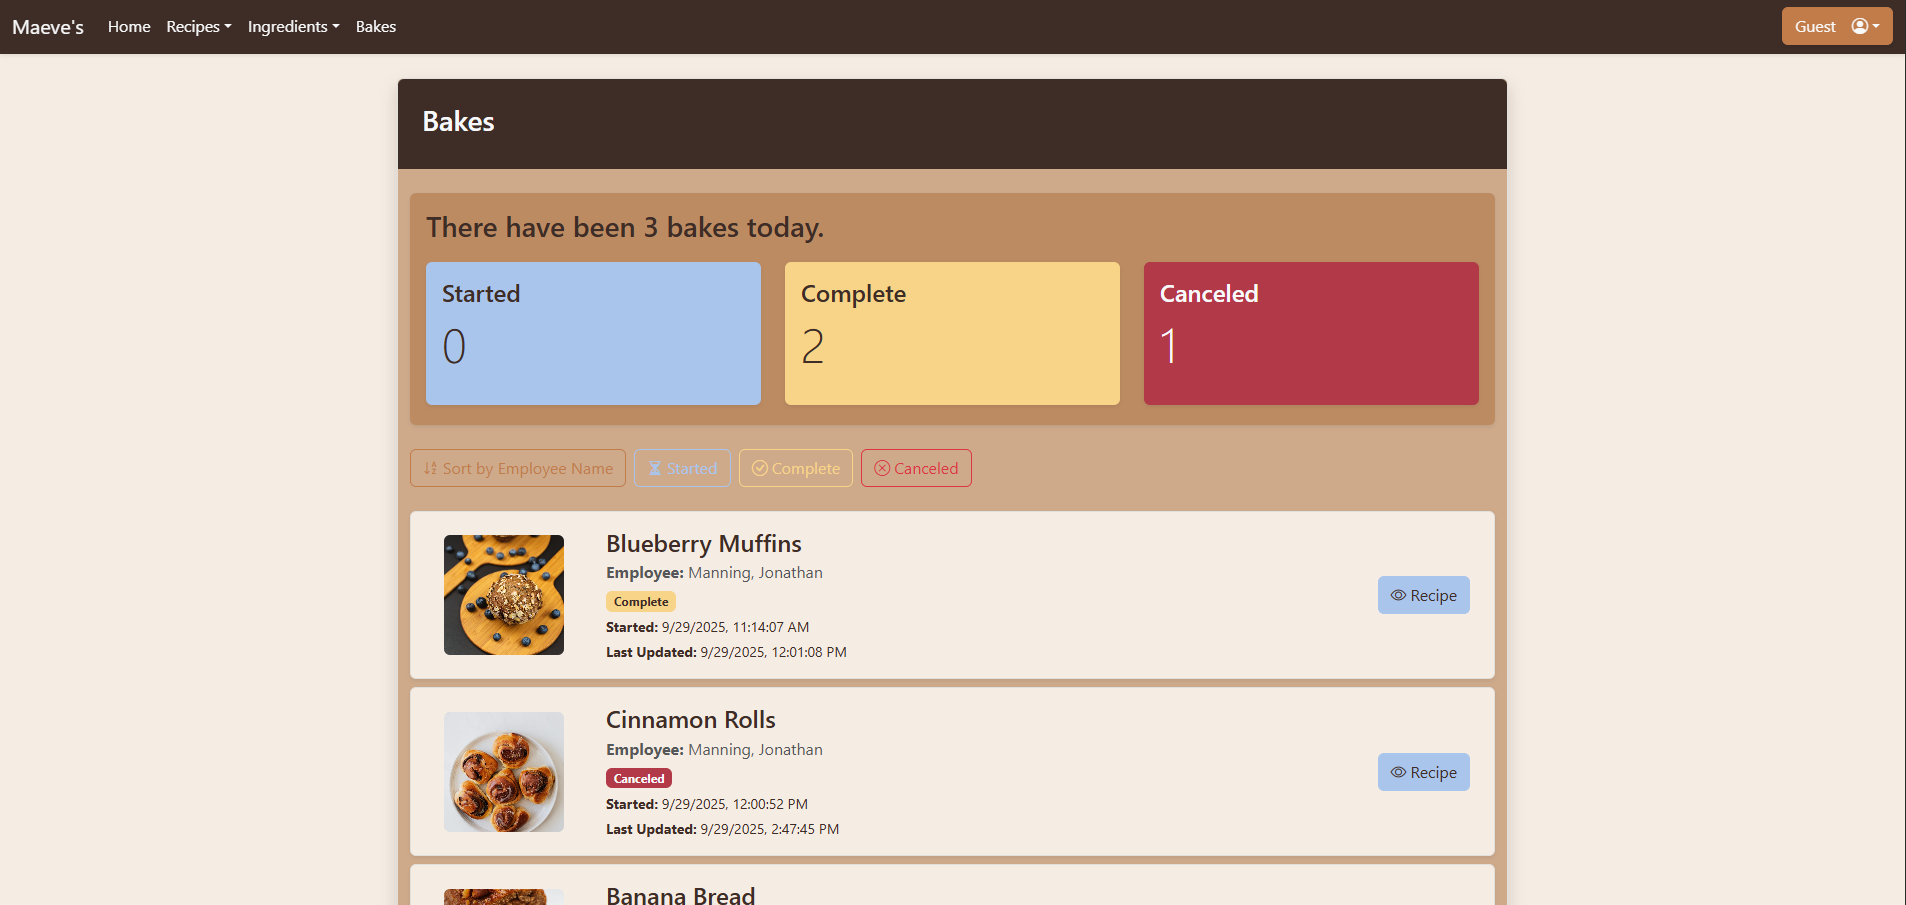 Maeve's Home Recipes Ingredients Bakes Guest
Bakes
There have been 3 bakes today.
Started
0
Complete
2
Canceled
1
Sort by Employee Name Started Complete Canceled
Blueberry Muffins
Employee: Manning, Jonathan
Complete
Started: 9/29/2025, 11:14:07 AM
Last Updated: 9/29/2025, 12:01:08 PM
Recipe
Cinnamon Rolls
Employee: Manning, Jonathan
Canceled
Started: 9/29/2025, 12:00:52 PM
Last Updated: 9/29/2025, 2:47:45 PM
Recipe
Banana Bread